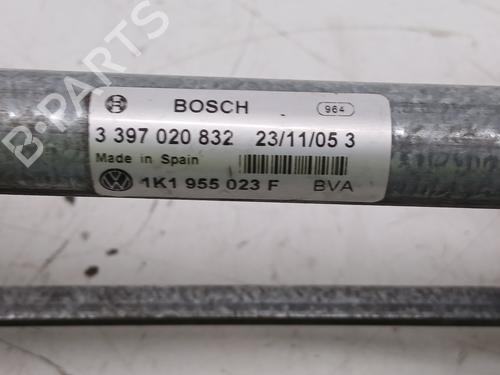 BOSCH 964
3 397 020 832 23/11/05 3
Made in Spain
1K1 955 023 F BVA
B-PARTS